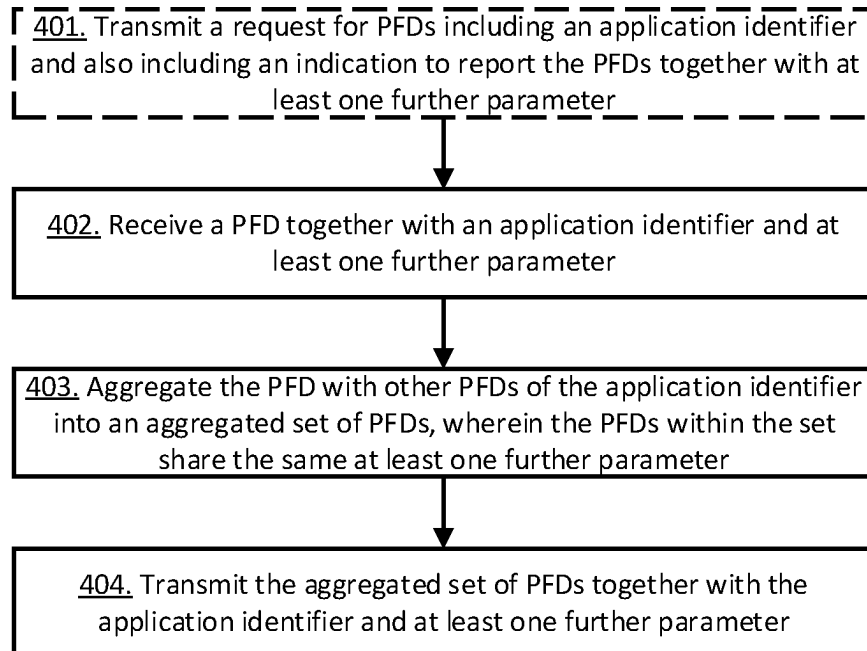 401. Transmit a request for PFDs including an application identifier
and also including an indication to report the PFDs together with at
least one further parameter
402. Receive a PFD together with an application identifier and at
least one further parameter
403. Aggregate the PFD with other PFDs of the application identifier
into an aggregated set of PFDs, wherein the PFDs within the set
share the same at least one further parameter
404. Transmit the aggregated set of PFDs together with the
application identifier and at least one further parameter